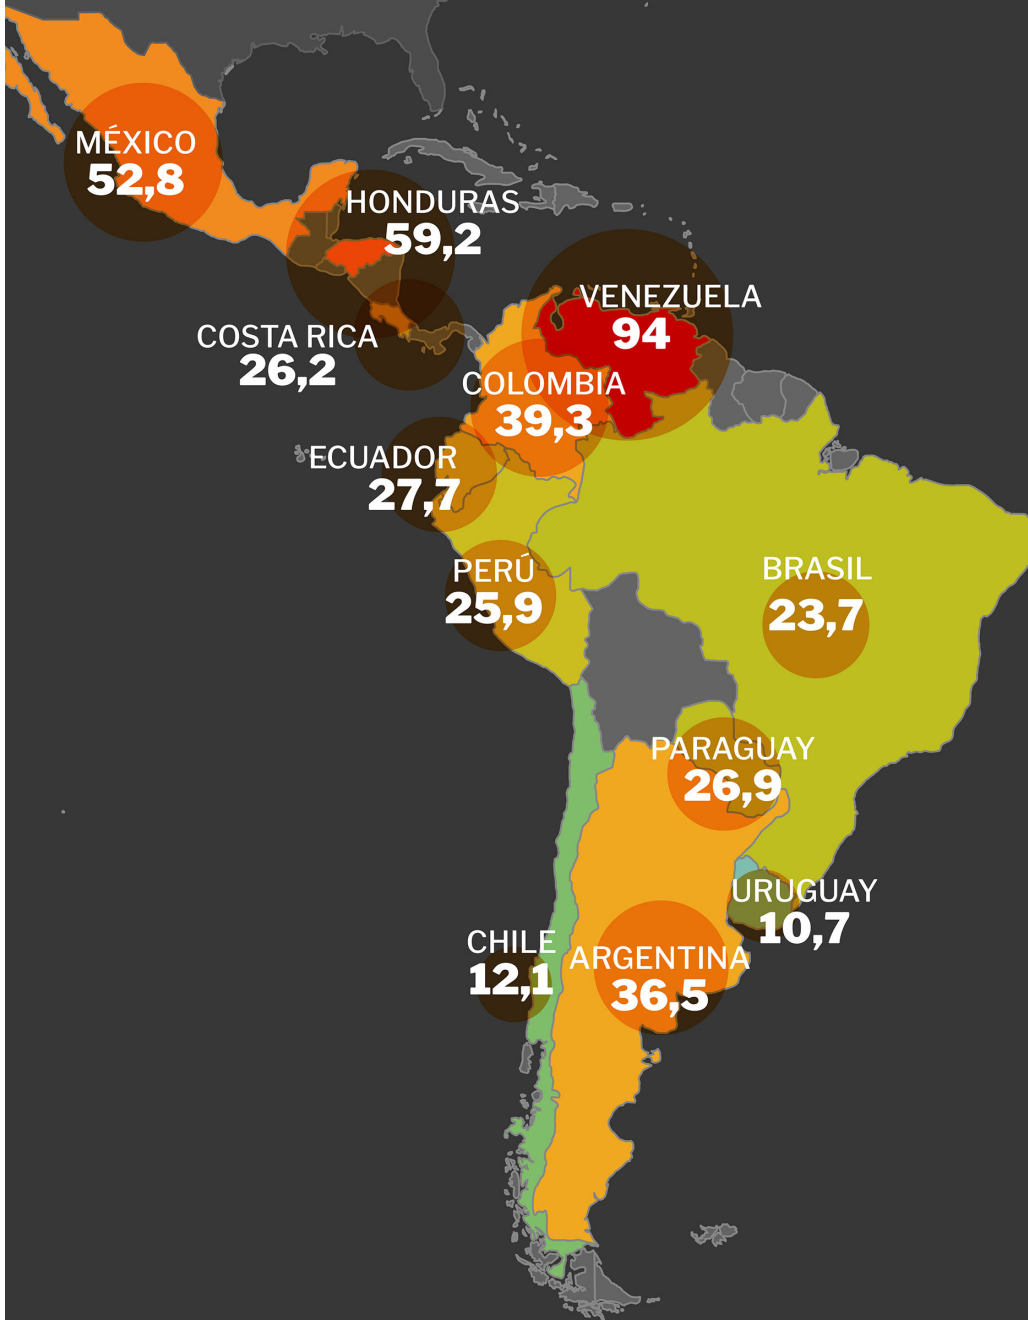 MÉXICO
52,8
HONDURAS
59,2
VENEZUELA
94
COSTA RICA
26,2
COLOMBIA
39,3
ECUADOR
27,7
PERÚ
25,9
BRASIL
23,7
PARAGUAY
26,9
URUGUAY
10,7
CHILE
12,1
ARGENTINA
36,5